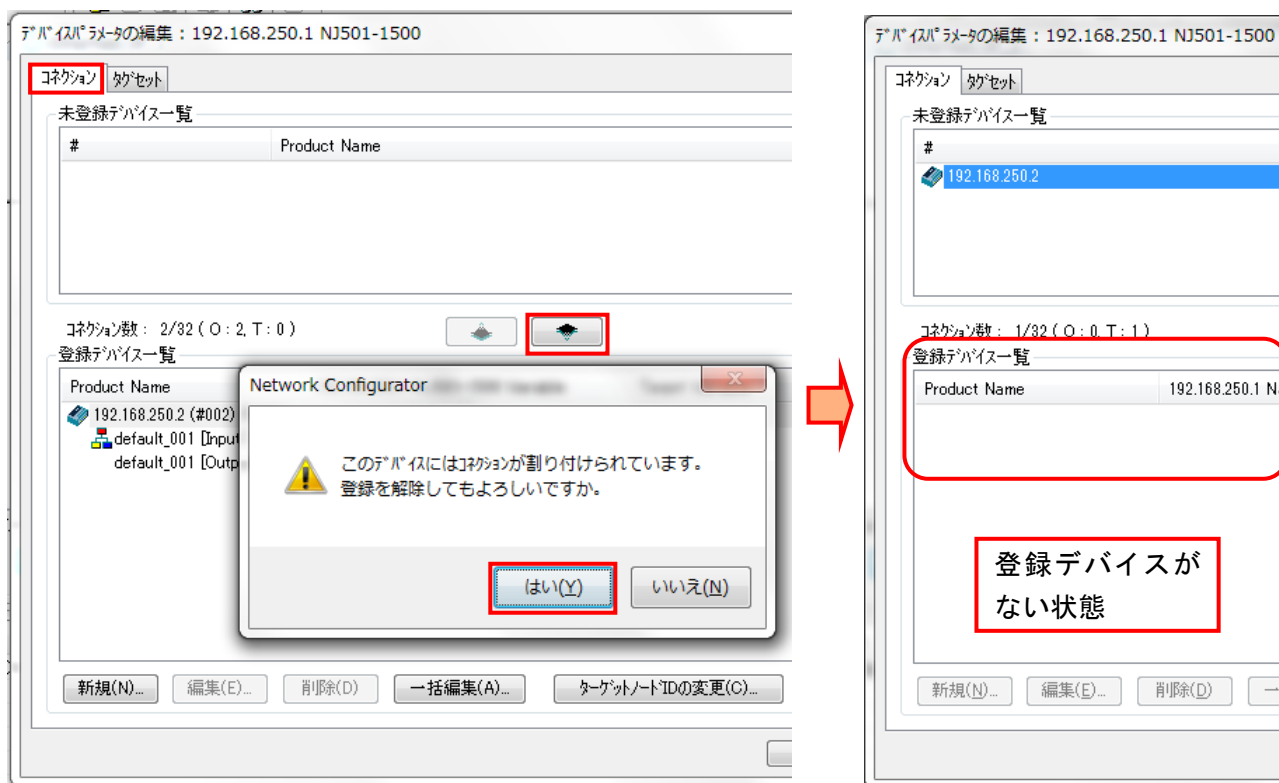 デバイスパラメータの編集 : 192.168.250.1 NJ501-1500
コネクション タグセット
未登録デバイス一覧
# Product Name
コネクション数 : 2/32 ( O : 2, T : 0 )
登録デバイス一覧
Product Name
192.168.250.2 (#002)
default_001 [Input
default_001 [Outp
Network Configurator
このデバイスにはコネクションが割り付けられています。
登録を解除してもよろしいですか。
はい(Y) いいえ(N)
新規(N)... 編集(E)... 削除(D) 一括編集(A)... ターゲットノードIDの変更(C)...
デバイスパラメータの編集 : 192.168.250.1 NJ501-1500
コネクション タグセット
未登録デバイス一覧
#
192.168.250.2
コネクション数 : 1/32 ( O : 0, T : 1 )
登録デバイス一覧
Product Name 192.168.250.1 N
登録デバイスが
ない状態
新規(N)... 編集(E)... 削除(D)